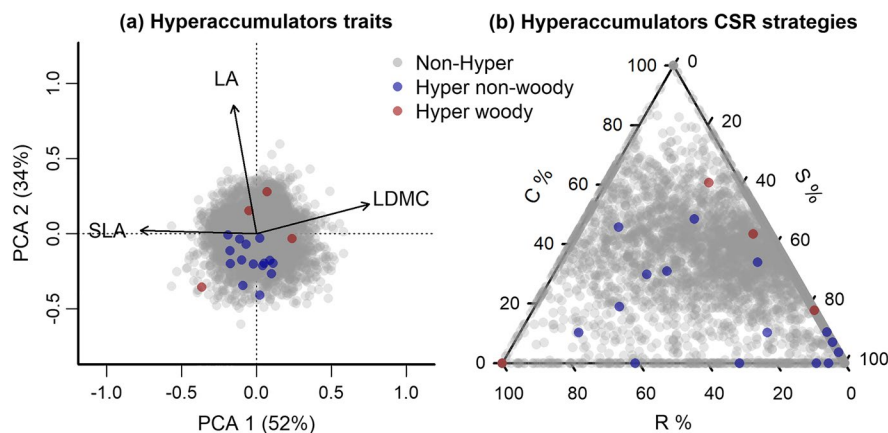 (a) Hyperaccumulators traits
(b) Hyperaccumulators CSR strategies
Non-Hyper
Hyper non-woody
Hyper woody
LA
LDMC
SLA
1.0
0.5
0.0
-0.5
PCA 2 (34%)
-1.0 -0.5 0.0 0.5 1.0
PCA 1 (52%)
100
80
60
40
20
0
C %
0
20
40
60
80
100
S %
100 80 60 40 20 0
R %